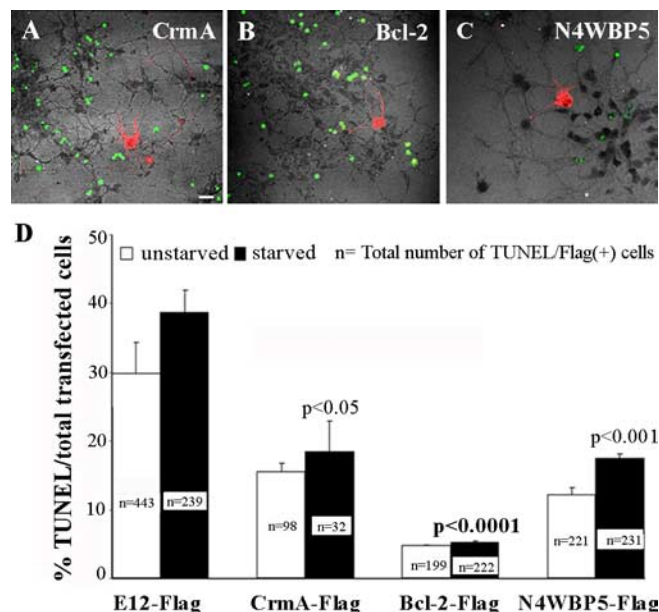 A CrmA
B Bcl-2
C N4WBP5
D
unstarved starved n= Total number of TUNEL/Flag(+) cells
% TUNEL/total transfected cells
50
40
30
20
10
0
p<0.05
p<0.0001
p<0.001
n=443 n=239 n=98 n=32 n=199 n=222 n=221 n=231
E12-Flag CrmA-Flag Bcl-2-Flag N4WBP5-Flag